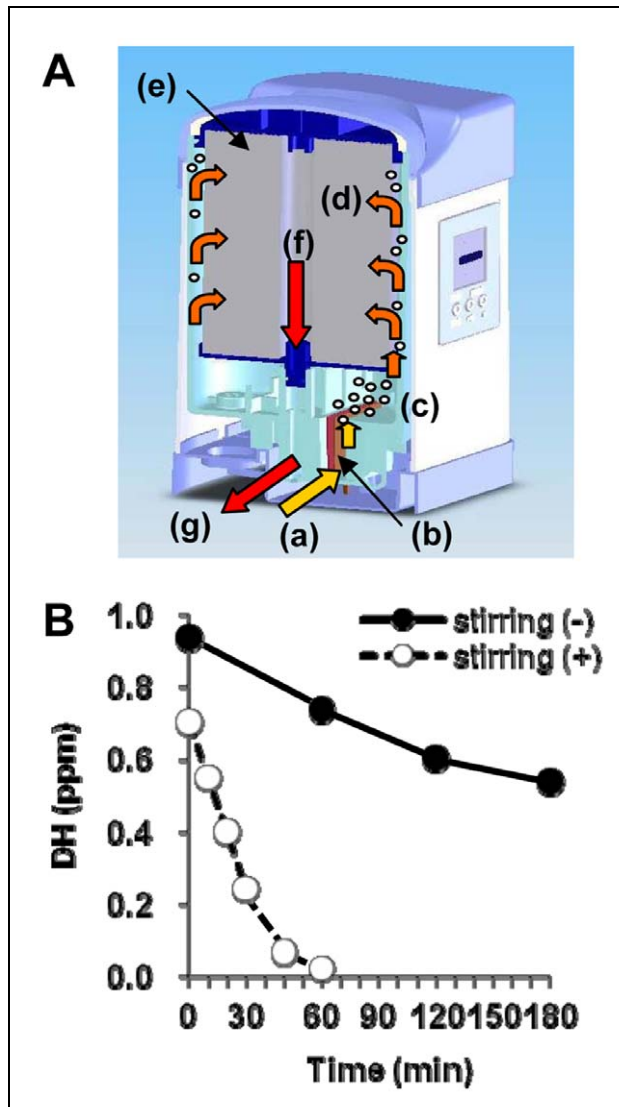 A
(e)
(d)
(f)
(c)
(g)
(a)
(b)
B
1.0
0.8
0.6
0.4
0.2
0.0
DH (ppm)
stirring (-)
stirring (+)
0 30 60 90 120 150 180
Time (min)